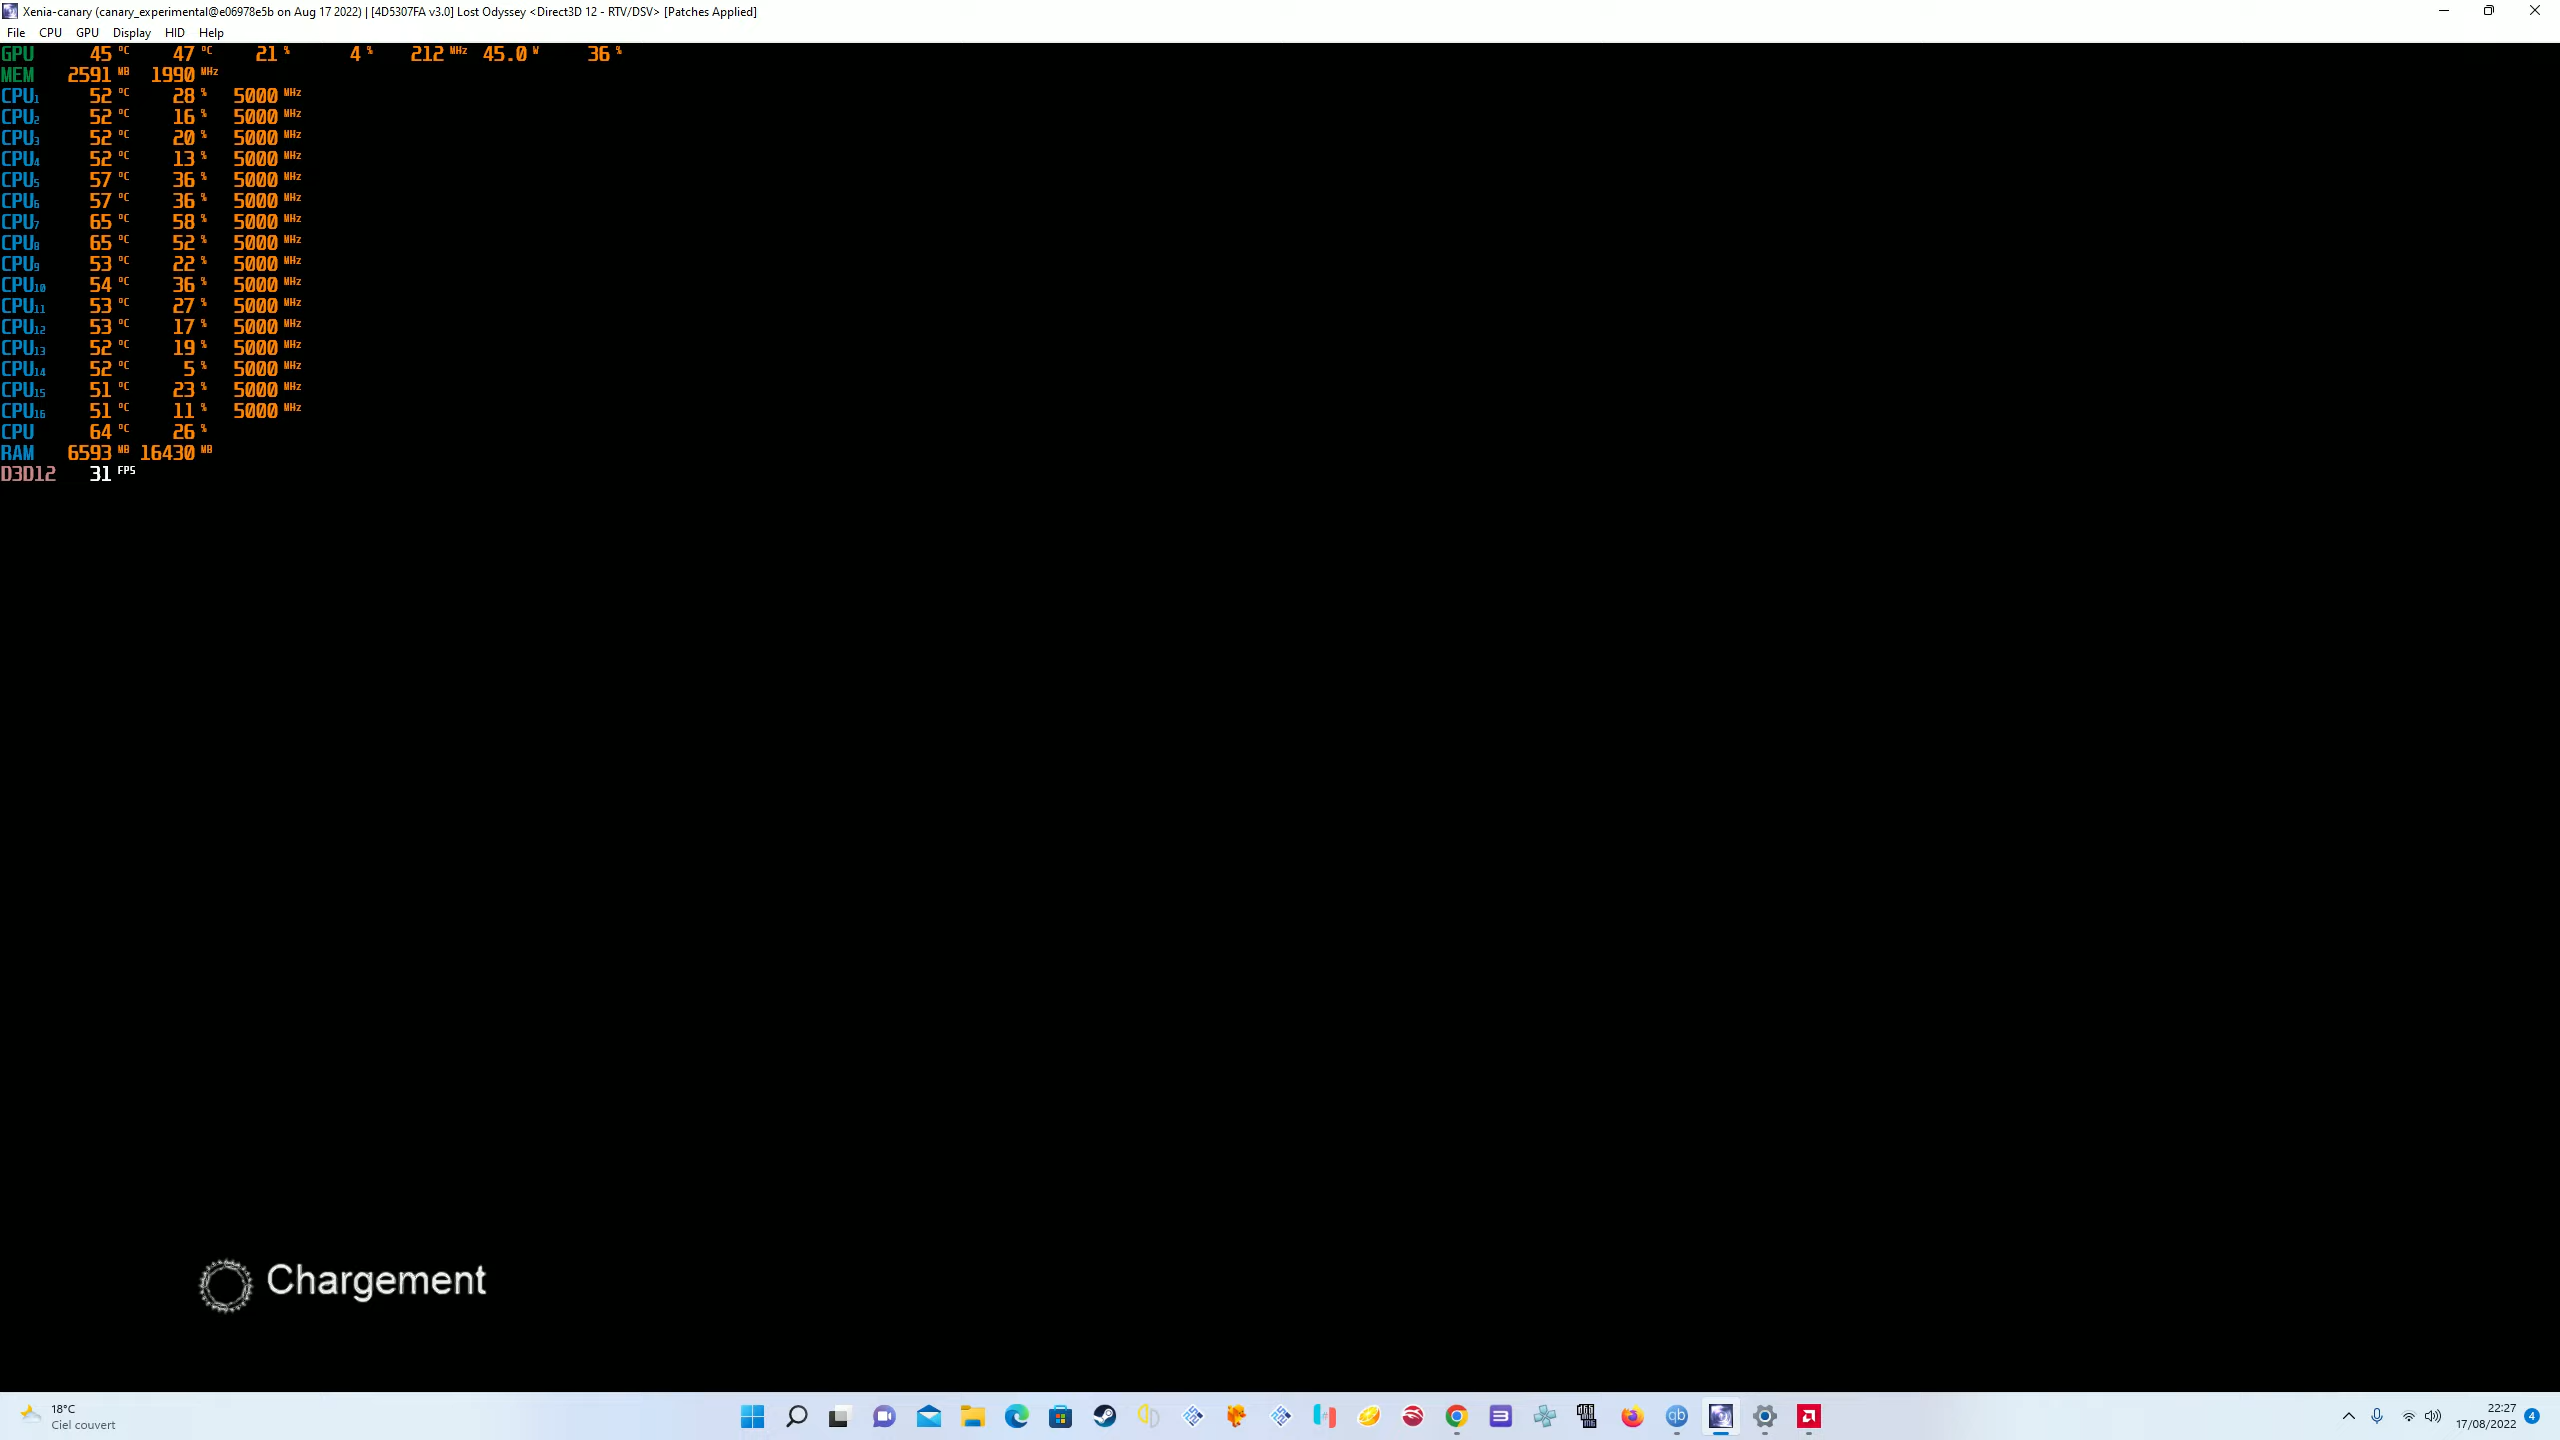 Xenia-canary (canary_experimental@e06978e5b on Aug 17 2022) | [4D5307FA v3.0] Lost Odyssey <Direct3D 12 - RTV/DSV> [Patches Applied]
File CPU GPU Display HID Help
GPU 45 °C 47 °C 21 % 4 % 212 MHz 45.0 W 36 %
MEM 2591 MB 1990 MHz
CPU1 52 °C 28 % 5000 MHz
CPU2 52 °C 16 % 5000 MHz
CPU3 52 °C 20 % 5000 MHz
CPU4 52 °C 13 % 5000 MHz
CPU5 57 °C 36 % 5000 MHz
CPU6 57 °C 36 % 5000 MHz
CPU7 65 °C 58 % 5000 MHz
CPU8 65 °C 52 % 5000 MHz
CPU9 53 °C 22 % 5000 MHz
CPU10 54 °C 36 % 5000 MHz
CPU11 53 °C 27 % 5000 MHz
CPU12 53 °C 17 % 5000 MHz
CPU13 52 °C 19 % 5000 MHz
CPU14 52 °C 5 % 5000 MHz
CPU15 51 °C 23 % 5000 MHz
CPU16 51 °C 11 % 5000 MHz
CPU 64 °C 26 %
RAM 6593 MB 16430 MB
D3D12 31 FPS
Chargement
18°C
Ciel couvert
qb
22:27
17/08/2022
4